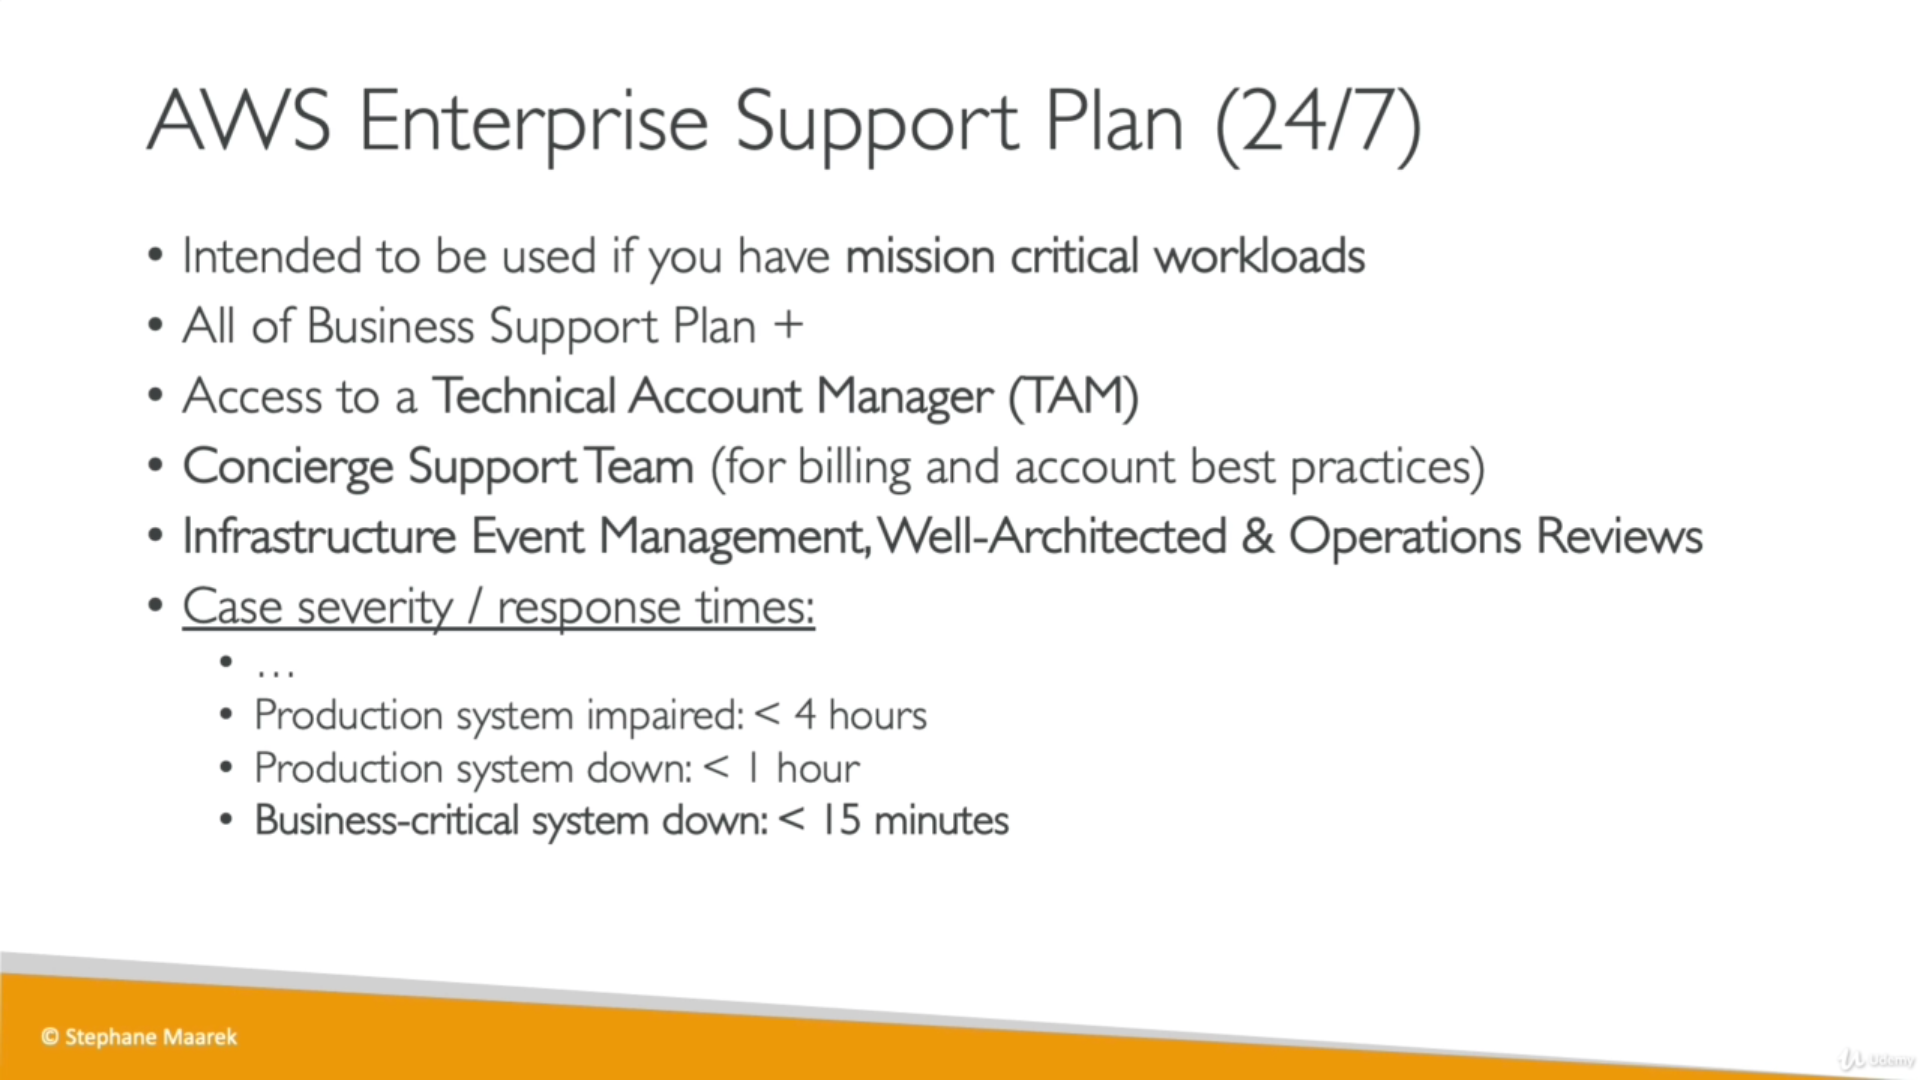 AWS Enterprise Support Plan (24/7)
• Intended to be used if you have mission critical workloads
• All of Business Support Plan +
• Access to a Technical Account Manager (TAM)
• Concierge Support Team (for billing and account best practices)
• Infrastructure Event Management, Well-Architected & Operations Reviews
• Case severity / response times:
• …
• Production system impaired: < 4 hours
• Production system down: < 1 hour
• Business-critical system down: < 15 minutes
© Stephane Maarek
Udemy